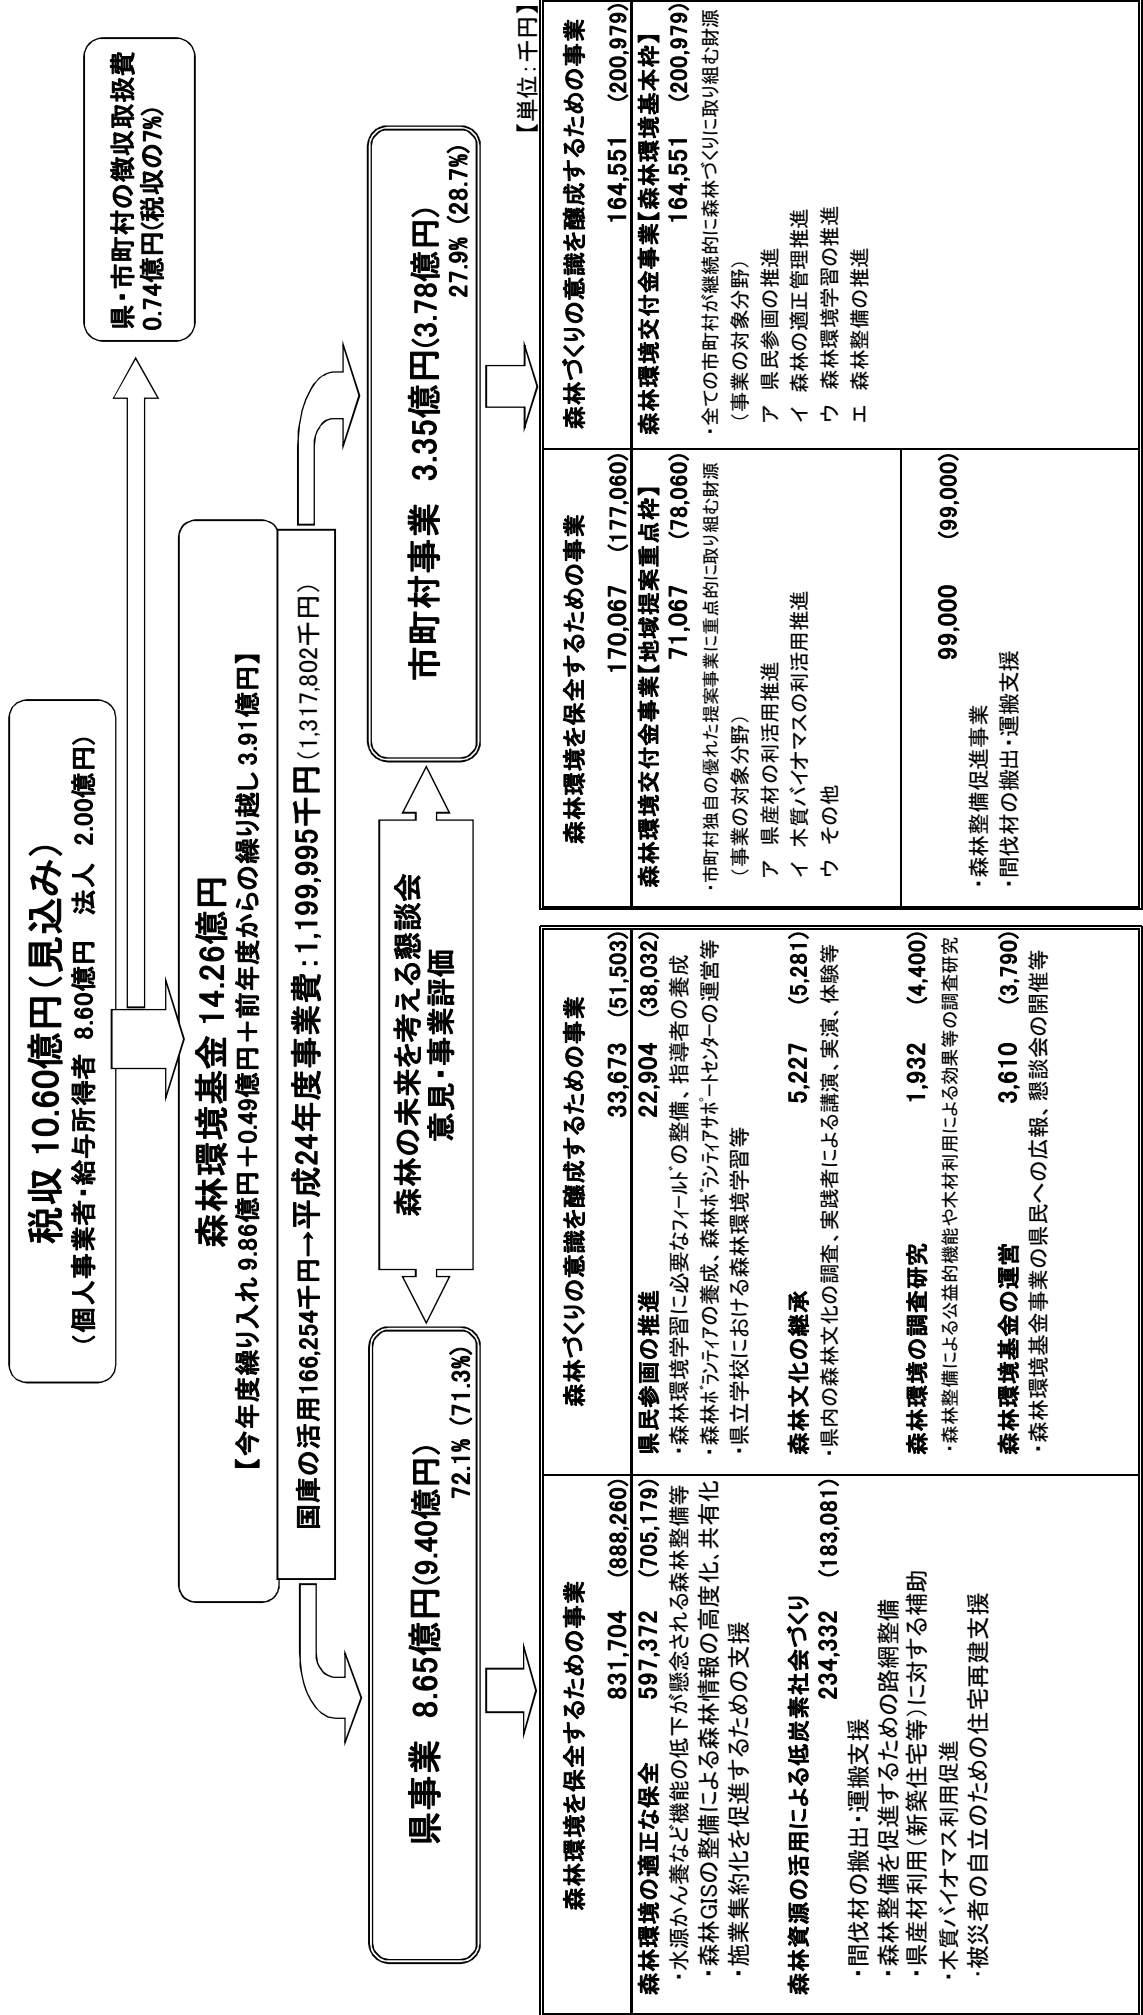 税収 10.60億円(見込み)
(個人事業者・給与所得者 8.60億円 法人 2.00億円)
県・市町村の徴収取扱費
0.74億円(税収の7%)
森林環境基金 14.26億円
【今年度繰り入れ 9.86億円＋0.49億円＋前年度からの繰り越し 3.91億円】
国庫の活用166,254千円→平成24年度事業費：1,199,995千円(1,317,802千円)
県事業 8.65億円(9.40億円)
72.1% (71.3%)
森林の未来を考える懇談会
意見・事業評価
市町村事業 3.35億円(3.78億円)
27.9% (28.7%)
【単位：千円】
森林環境を保全するための事業
831,704 (888,260)
森林環境の適正な保全
597,372 (705,179)
・水源かん養など機能の低下が懸念される森林整備等
・森林GISの整備による森林情報の高度化、共有化
・施業集約化を促進するための支援
森林資源の活用による低炭素社会づくり
234,332 (183,081)
・間伐材の搬出・運搬支援
・森林整備を促進するための路網整備
・県産材利用(新築住宅等)に対する補助
・木質バイオマス利用促進
・被災者の自立のための住宅再建支援
森林づくりの意識を醸成するための事業
33,673 (51,503)
県民参画の推進 22,904 (38,032)
・森林環境学習に必要なフィールドの整備、指導者の養成
・森林ボランティアの養成、森林ボランティアサポートセンターの運営等
・県立学校における森林環境学習等
森林文化の継承 5,227 (5,281)
・県内の森林文化の調査、実践者による講演、実演、体験等
森林環境の調査研究 1,932 (4,400)
・森林整備による公益的機能や木材利用による効果等の調査研究
森林環境基金の運営 3,610 (3,790)
・森林環境基金事業の県民への広報、懇談会の開催等
森林環境を保全するための事業
170,067 (177,060)
森林環境交付金事業【地域提案重点枠】
71,067 (78,060)
・市町村独自の優れた提案事業に重点的に取り組む財源
(事業の対象分野)
ア 県産材の利活用推進
イ 木質バイオマスの利活用推進
ウ その他
99,000 (99,000)
・森林整備促進事業
・間伐材の搬出・運搬支援
森林づくりの意識を醸成するための事業
164,551 (200,979)
森林環境交付金事業【森林環境基本枠】
164,551 (200,979)
・全ての市町村が継続的に森林づくりに取り組む財源
(事業の対象分野)
ア 県民参画の推進
イ 森林の適正管理推進
ウ 森林環境学習の推進
エ 森林整備の推進